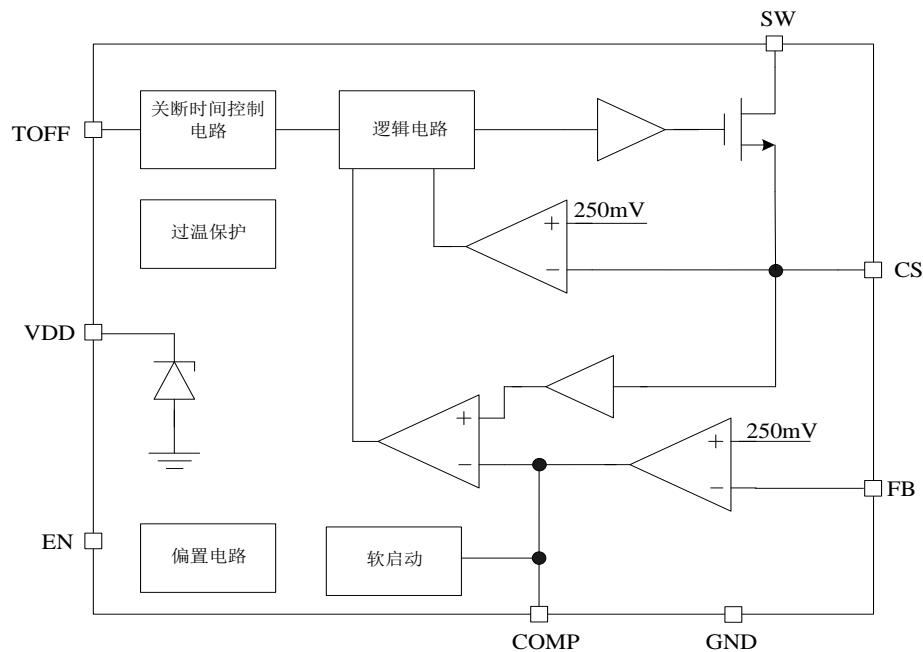 SW
TOFF
关断时间控制
电路
逻辑电路
过温保护
250mV
+
−
CS
VDD
+
−
250mV
+
−
FB
EN
偏置电路
软启动
COMP
GND